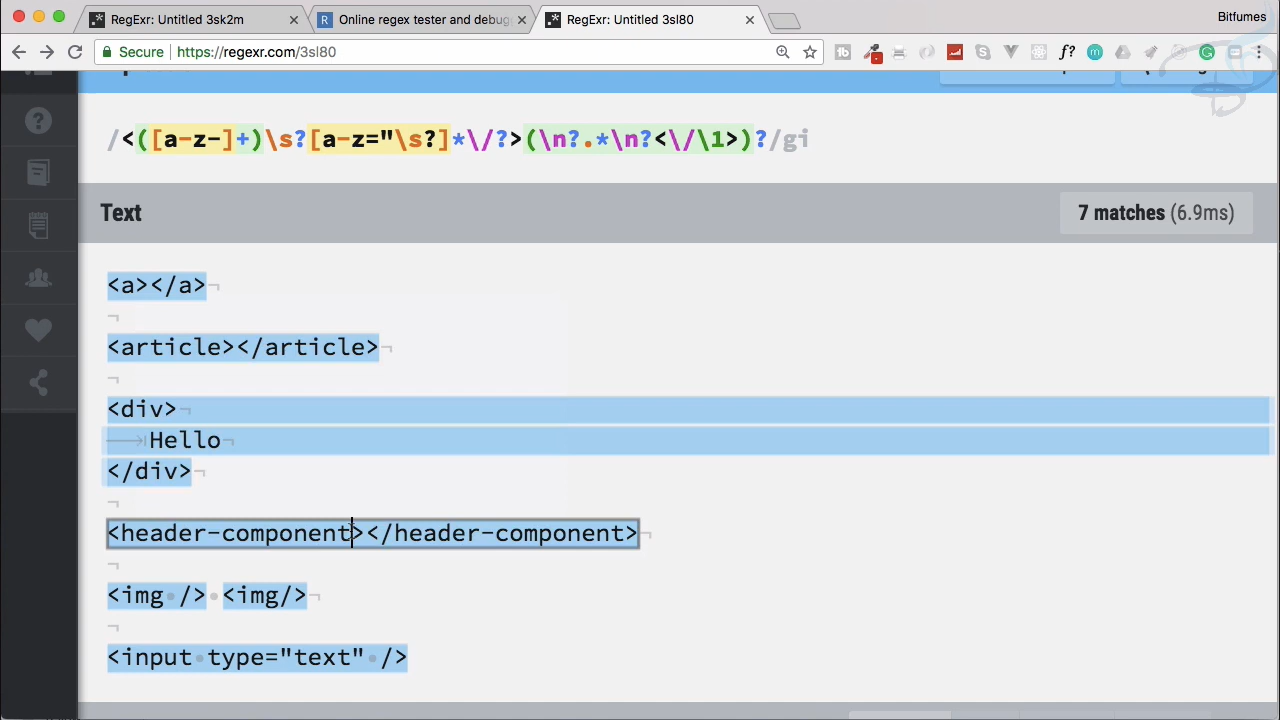 RegExr: Untitled 3sk2m
Online regex tester and debug
RegExr: Untitled 3sl80
Bitfumes
Secure https://regexr.com/3sl80
/<([a-z-]+)\s?[a-z="\s?]*\/?>(\n?.*\n?<\/\1>)?/gi
Text
7 matches (6.9ms)
<a></a>
<article></article>
<div>
Hello
</div>
<header-component></header-component>
<img /> <img/>
<input type="text" />